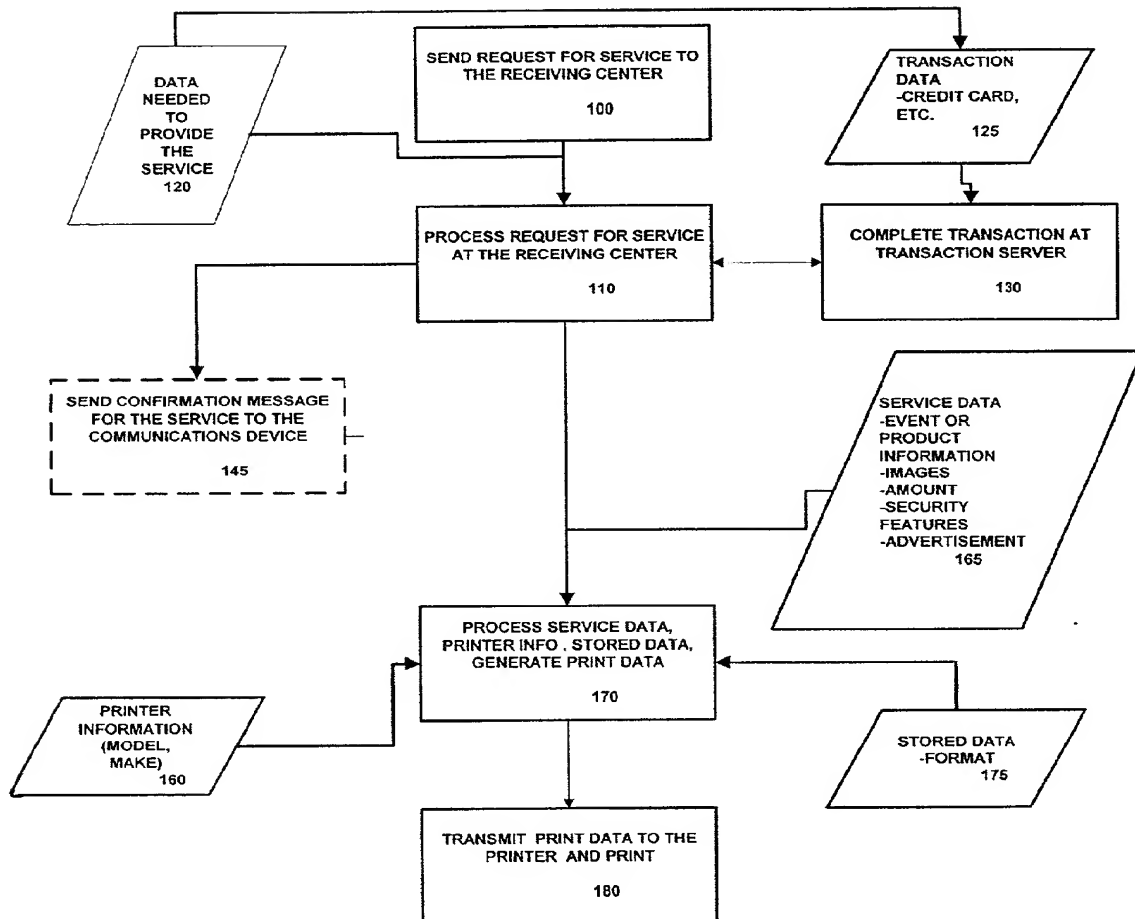 SEND REQUEST FOR SERVICE TO
THE RECEIVING CENTER
100
DATA
NEEDED
TO
PROVIDE
THE
SERVICE
120
TRANSACTION
DATA
-CREDIT CARD,
ETC.
125
PROCESS REQUEST FOR SERVICE
AT THE RECEIVING CENTER
110
COMPLETE TRANSACTION AT
TRANSACTION SERVER
130
SEND CONFIRMATION MESSAGE
FOR THE SERVICE TO THE
COMMUNICATIONS DEVICE
145
SERVICE DATA
-EVENT OR
PRODUCT
INFORMATION
-IMAGES
-AMOUNT
-SECURITY
FEATURES
-ADVERTISEMENT
165
PROCESS SERVICE DATA,
PRINTER INFO , STORED DATA,
GENERATE PRINT DATA
170
PRINTER
INFORMATION
(MODEL,
MAKE)
160
STORED DATA
-FORMAT
175
TRANSMIT PRINT DATA TO THE
PRINTER AND PRINT
180